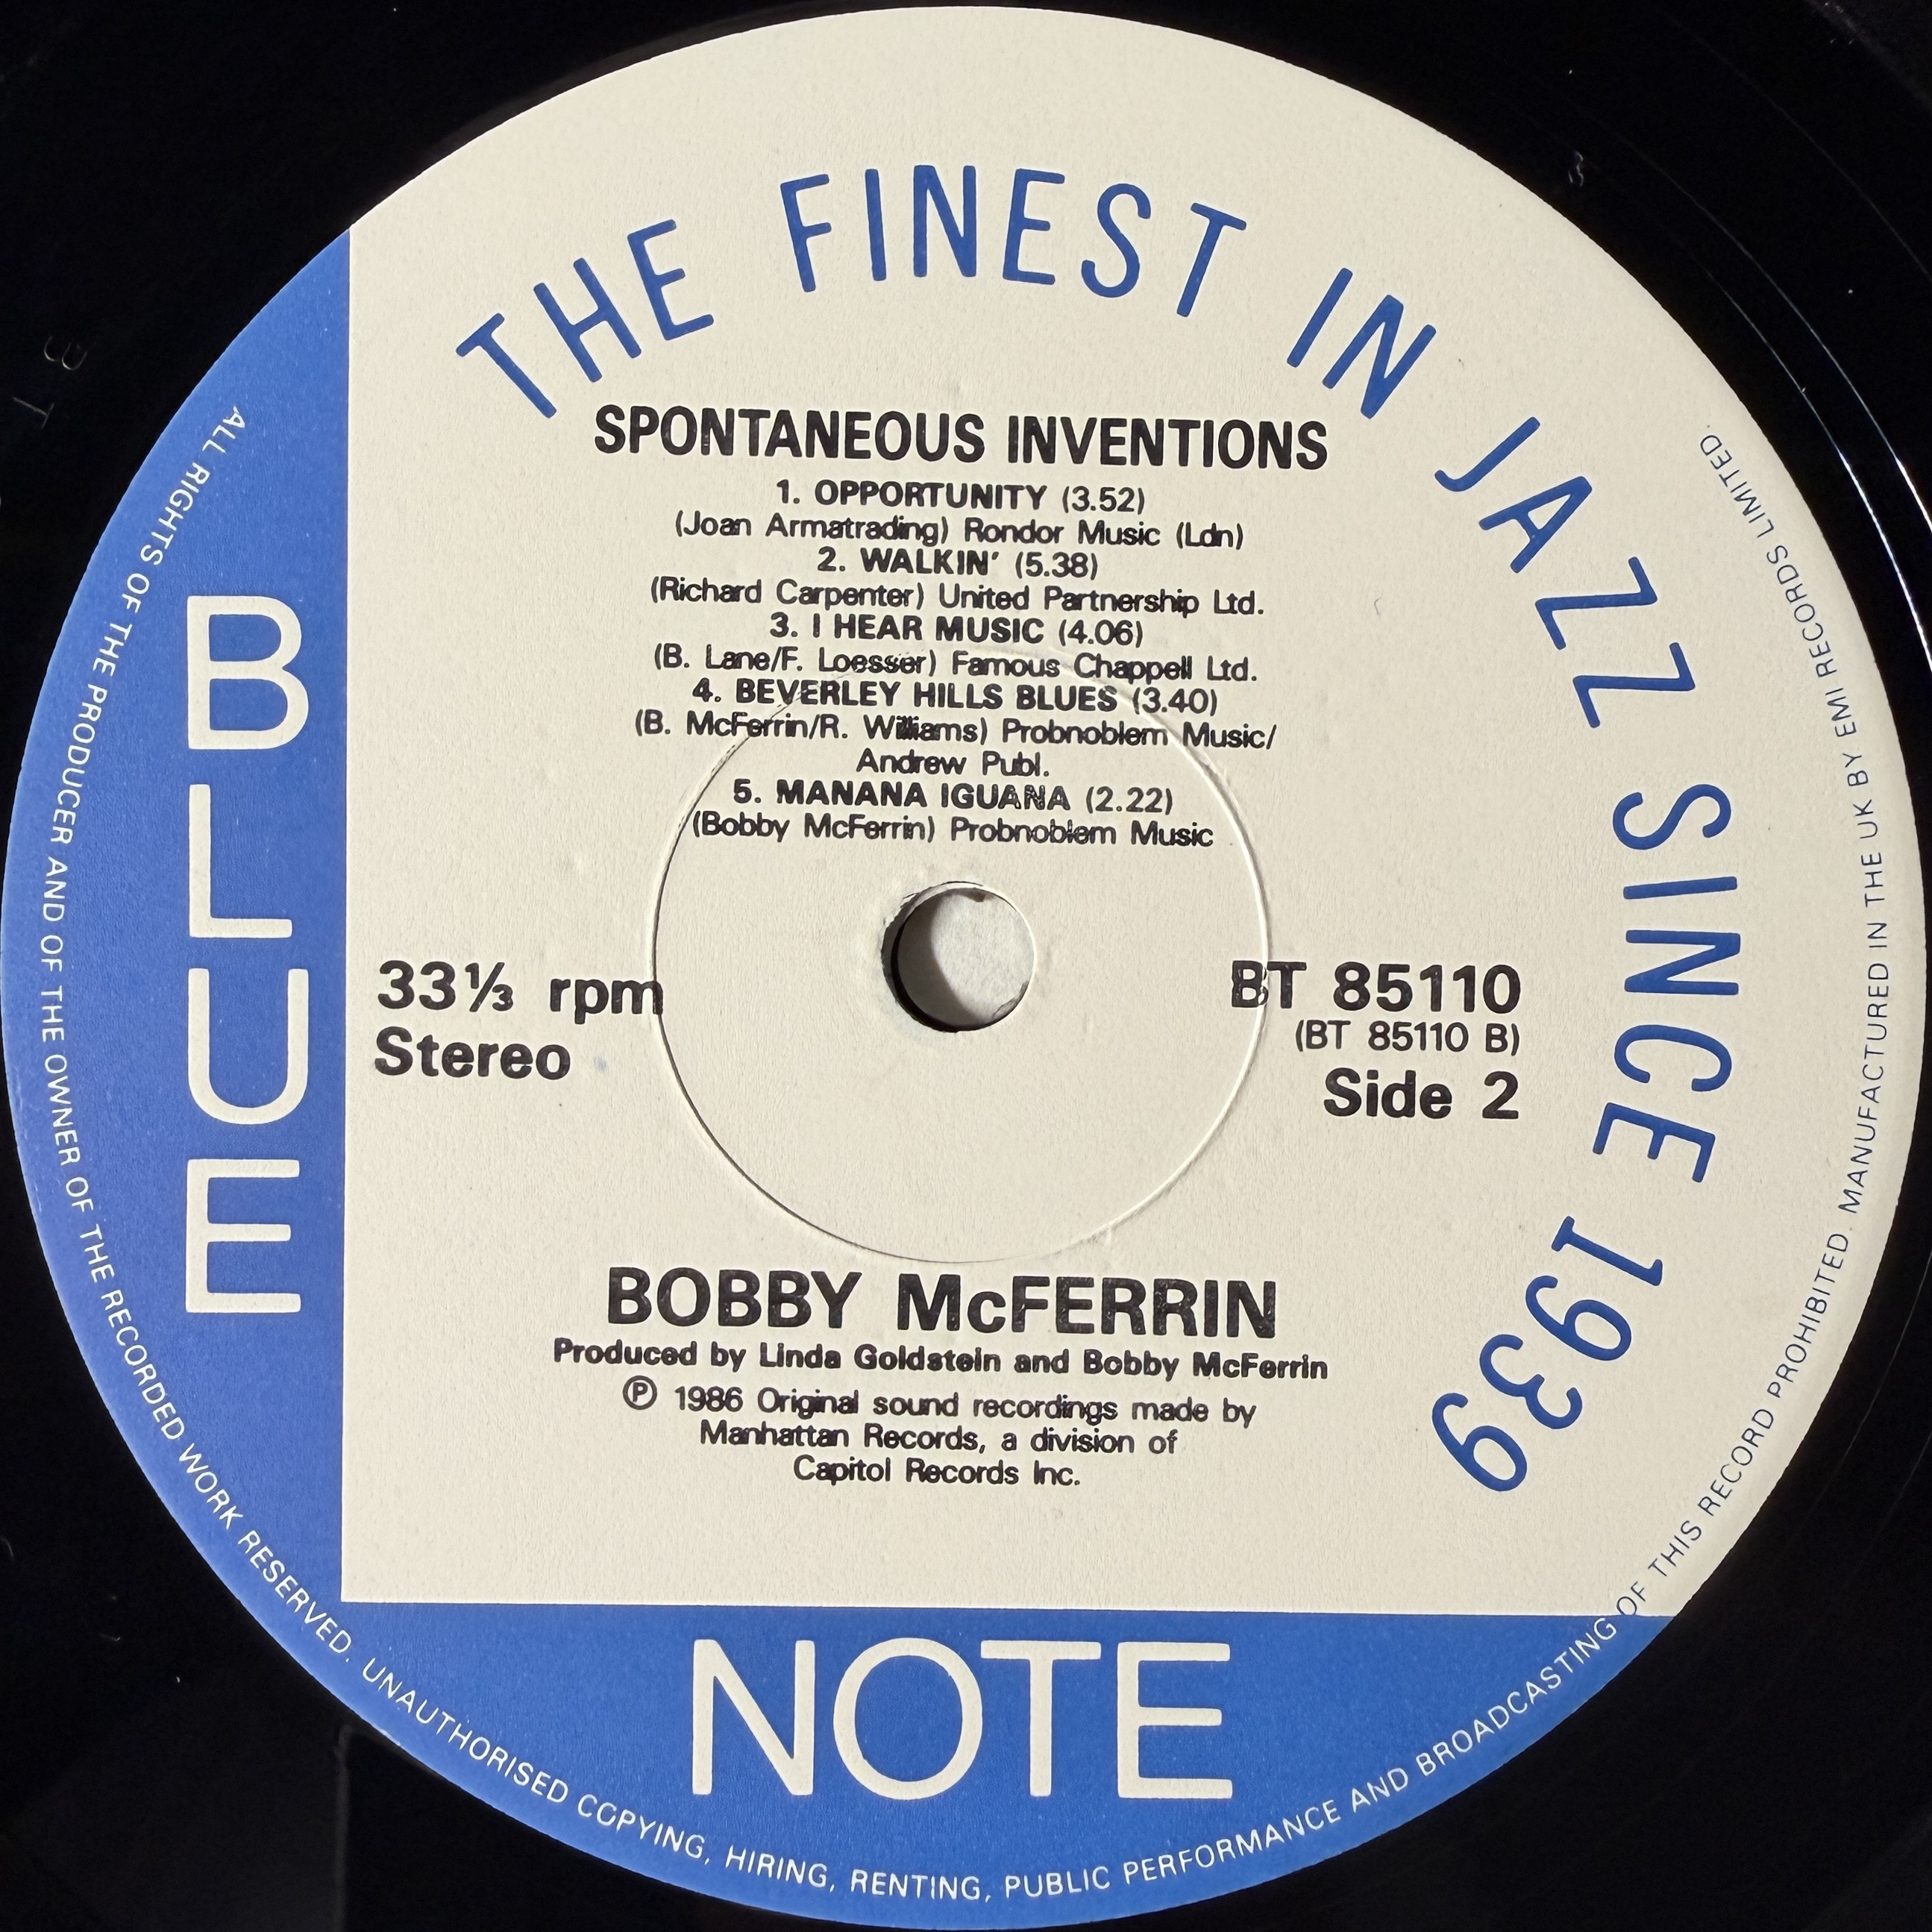 THE FINEST IN JAZZ SINCE 1939
SPONTANEOUS INVENTIONS
1. OPPORTUNITY (3.52)
(Joan Armatrading) Rondor Music (Ldn)
2. WALKIN' (5.38)
(Richard Carpenter) United Partnership Ltd.
3. I HEAR MUSIC (4.06)
(B. Lane/F. Loesser) Famous Chappell Ltd.
4. BEVERLEY HILLS BLUES (3.40)
(B. McFerrin/R. Williams) Probnoblem Music/
Andrew Publ.
5. MANANA IGUANA (2.22)
(Bobby McFerrin) Probnoblem Music
33⅓ rpm
Stereo
BT 85110
(BT 85110 B)
Side 2
BOBBY McFERRIN
Produced by Linda Goldstein and Bobby McFerrin
Ⓟ 1986 Original sound recordings made by
Manhattan Records, a division of
Capitol Records Inc.
BLUE
NOTE
ALL RIGHTS OF THE PRODUCER AND OF THE OWNER OF THE RECORDED WORK RESERVED. UNAUTHORISED COPYING, HIRING, RENTING, PUBLIC PERFORMANCE AND BROADCASTING OF THIS RECORD PROHIBITED. MANUFACTURED IN THE UK BY EMI RECORDS LIMITED